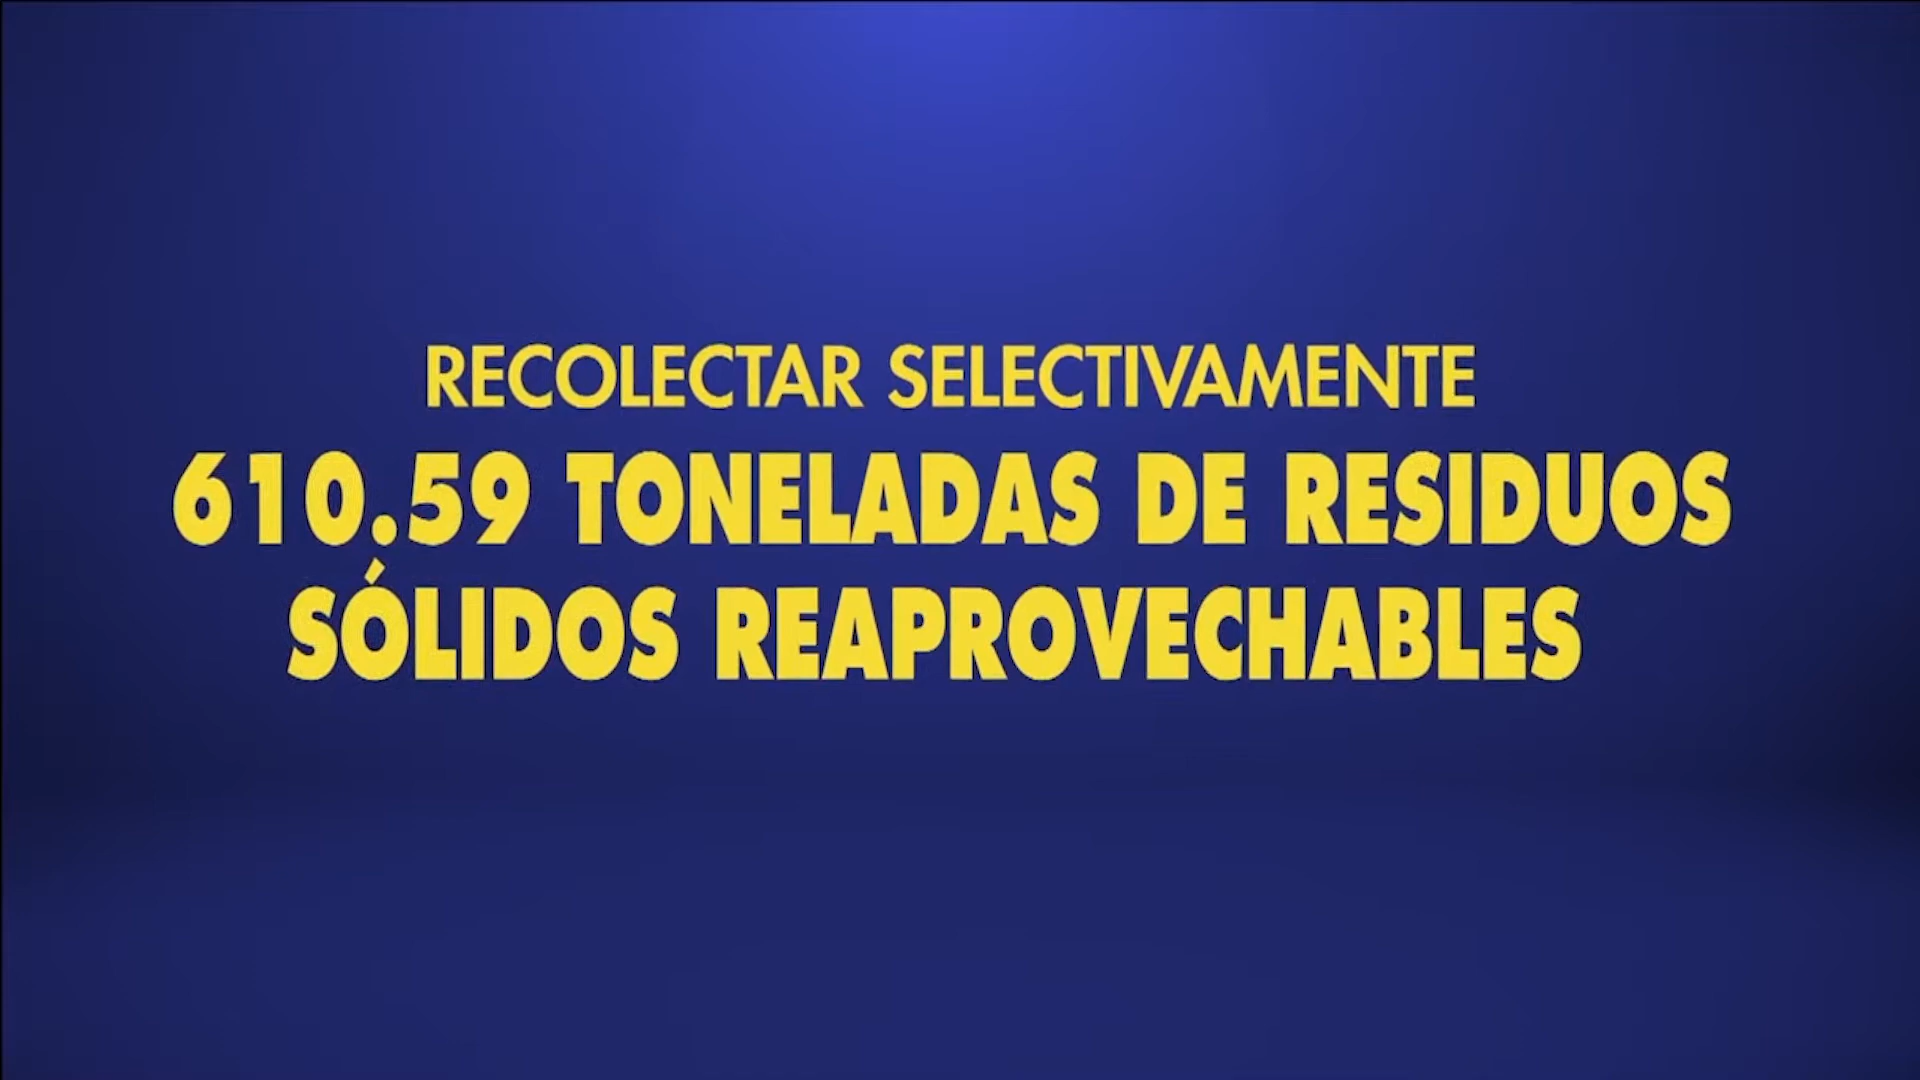 RECOLECTAR SELECTIVAMENTE
610.59 TONELADAS DE RESIDUOS
SÓLIDOS REAPROVECHABLES